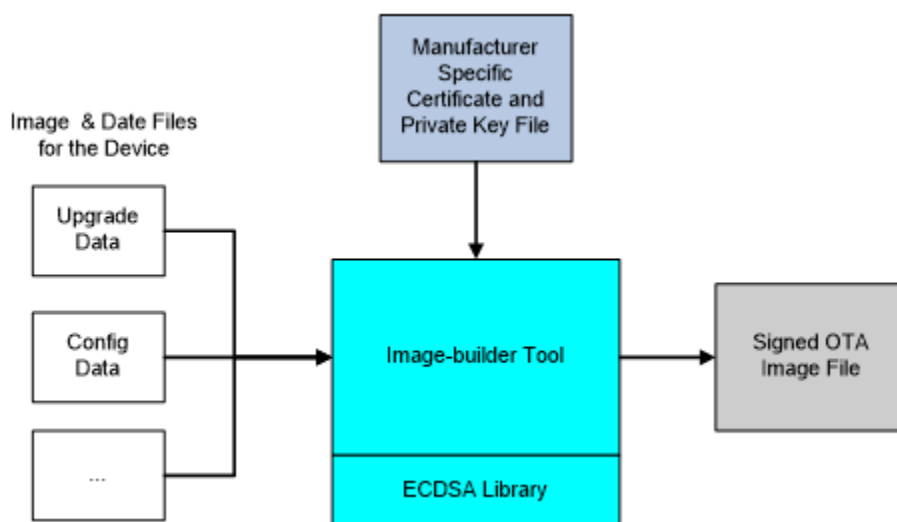 Manufacturer
Specific
Certificate and
Private Key File
Image & Date Files
for the Device
Upgrade
Data
Config
Data
...
Image-builder Tool
ECDSA Library
Signed OTA
Image File